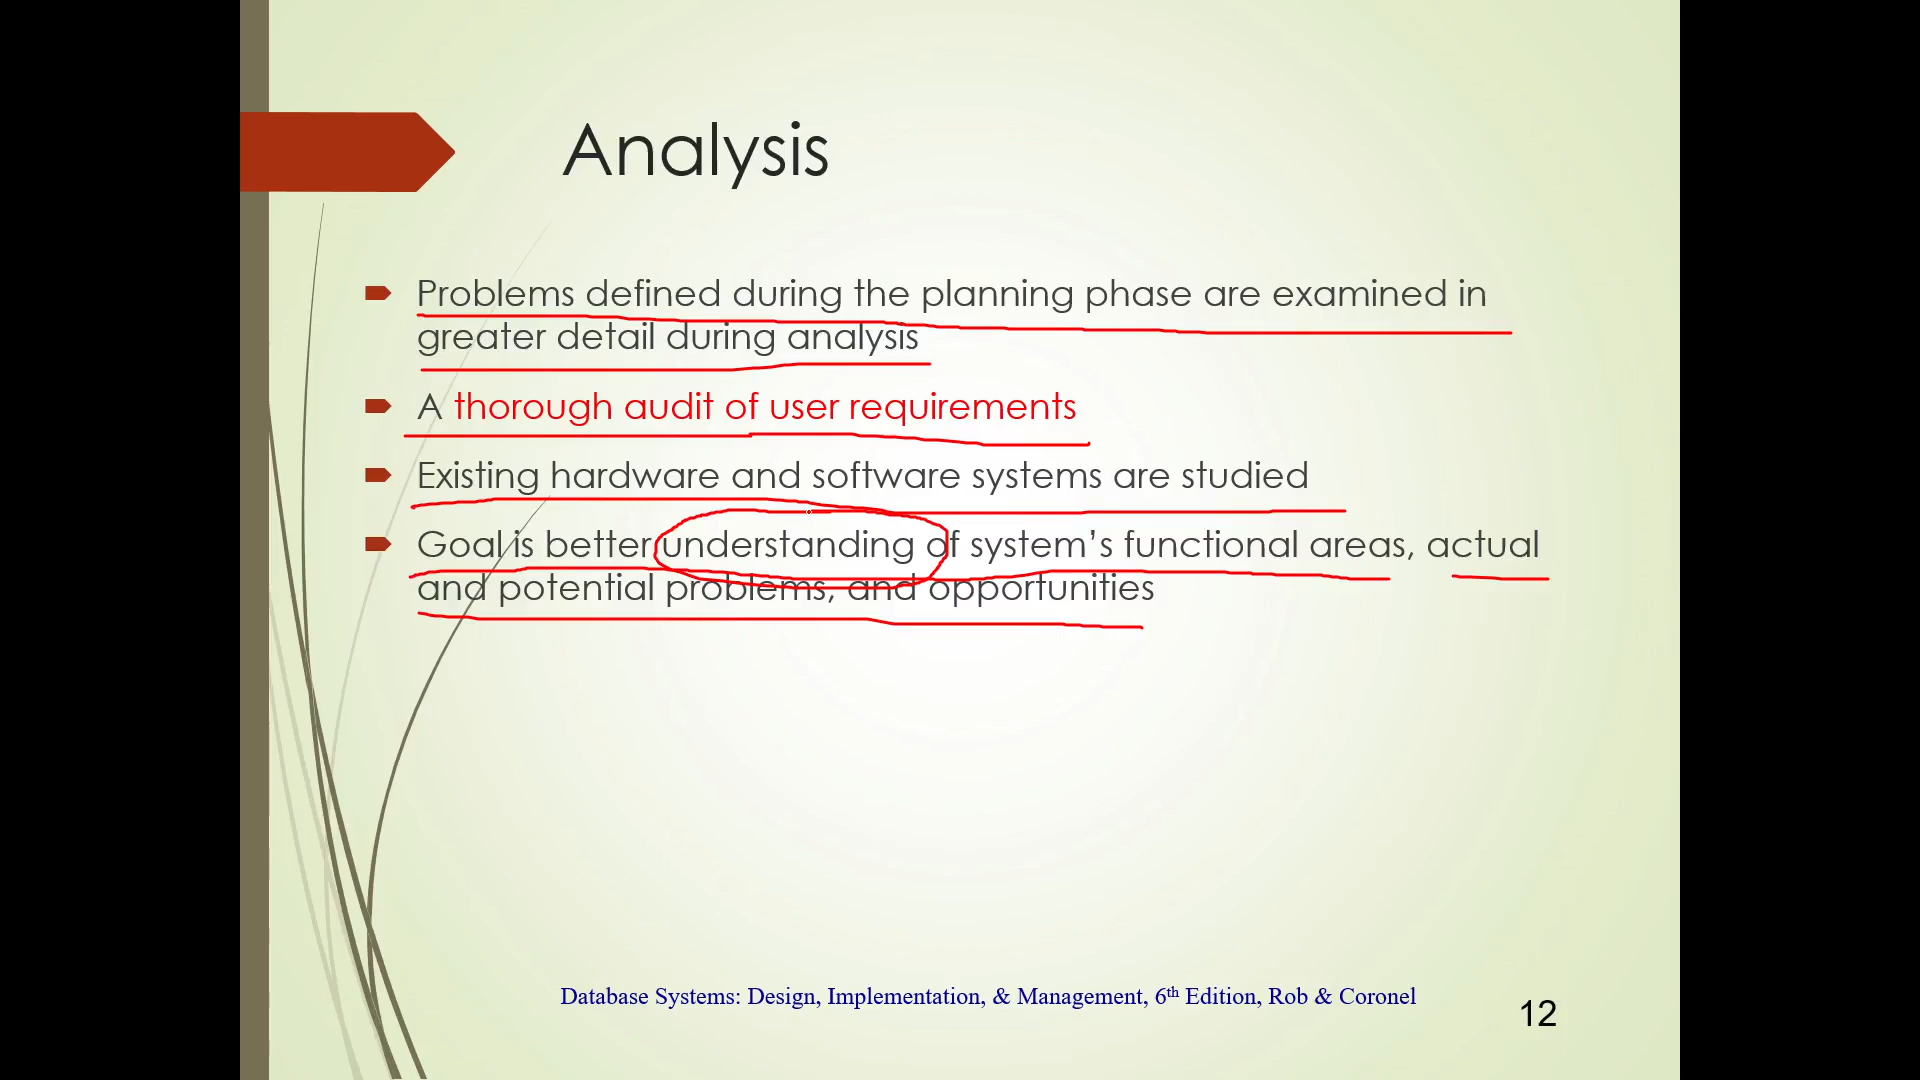 Analysis
Problems defined during the planning phase are examined in
greater detail during analysis
A thorough audit of user requirements
Existing hardware and software systems are studied
Goal is better understanding of system’s functional areas, actual
and potential problems, and opportunities
Database Systems: Design, Implementation, & Management, 6th Edition, Rob & Coronel
12